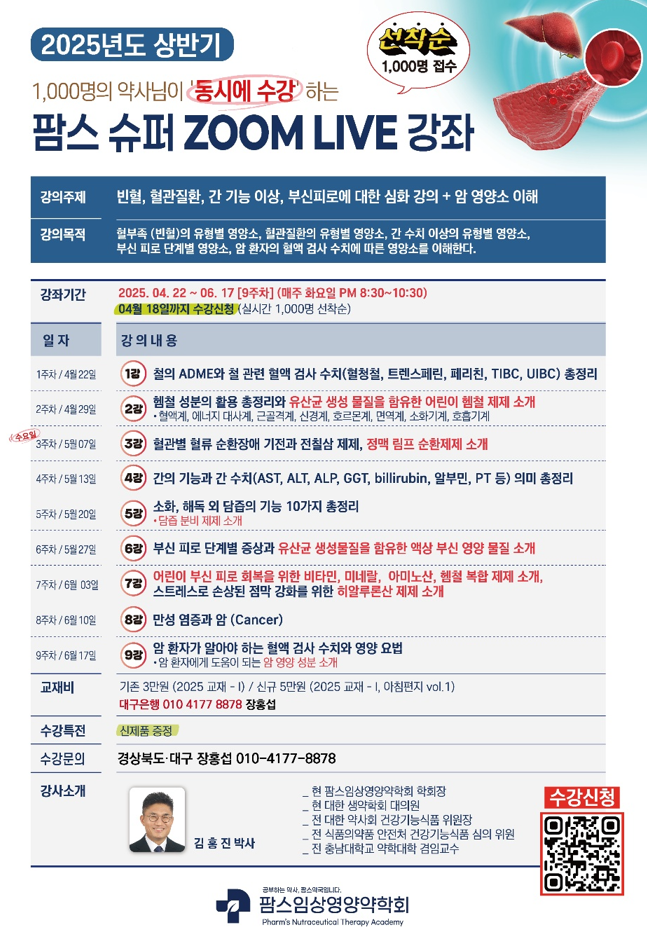 2025년도 상반기
선착순
1,000명 접수
1,000명의 약사님이 '동시에 수강' 하는
팜스 슈퍼 ZOOM LIVE 강좌
강의주제
빈혈, 혈관질환, 간 기능 이상, 부신피로에 대한 심화 강의 + 암 영양소 이해
강의목적
혈부족 (빈혈)의 유형별 영양소, 혈관질환의 유형별 영양소, 간 수치 이상의 유형별 영양소,
부신 피로 단계별 영양소, 암 환자의 혈액 검사 수치에 따른 영양소를 이해한다.
강좌기간
2025. 04. 22 ~ 06. 17 [9주차] (매주 화요일 PM 8:30~10:30)
04월 18일까지 수강신청 (실시간 1,000명 선착순)
일 자
강 의 내 용
1주차 / 4월 22일
1강 철의 ADME와 철 관련 혈액 검사 수치(혈청철, 트렌스페린, 페리친, TIBC, UIBC) 총정리
2주차 / 4월 29일
2강 헴철 성분의 활용 총정리와 유산균 생성 물질을 함유한 어린이 헴철 제제 소개
• 혈액계, 에너지 대사계, 근골격계, 신경계, 호르몬계, 면역계, 소화기계, 호흡기계
수요일
3주차 / 5월 07일
3강 혈관별 혈류 순환장애 기전과 전칠삼 제제, 정맥 림프 순환제제 소개
4주차 / 5월 13일
4강 간의 기능과 간 수치(AST, ALT, ALP, GGT, billirubin, 알부민, PT 등) 의미 총정리
5주차 / 5월 20일
5강 소화, 해독 외 담즙의 기능 10가지 총정리
• 담즙 분비 제제 소개
6주차 / 5월 27일
6강 부신 피로 단계별 증상과 유산균 생성물질을 함유한 액상 부신 영양 물질 소개
7주차 / 6월 03일
7강 어린이 부신 피로 회복을 위한 비타민, 미네랄, 아미노산, 헴철 복합 제제 소개,
스트레스로 손상된 점막 강화를 위한 히알루론산 제제 소개
8주차 / 6월 10일
8강 만성 염증과 암 (Cancer)
9주차 / 6월 17일
9강 암 환자가 알아야 하는 혈액 검사 수치와 영양 요법
• 암 환자에게 도움이 되는 암 영양 성분 소개
교재비
기존 3만원 (2025 교재 - I) / 신규 5만원 (2025 교재 - I, 아침편지 vol.1)
대구은행 010 4177 8878 장홍섭
수강특전
신제품 증정
수강문의
경상북도·대구 장홍섭 010-4177-8878
강사소개
김 홍 진 박사
_ 현 팜스임상영양약학회 학회장
_ 현 대한 생약학회 대의원
_ 전 대한 약사회 건강기능식품 위원장
_ 전 식품의약품 안전처 건강기능식품 심의 위원
_ 전 충남대학교 약학대학 겸임교수
수강신청
공부하는 약사, 팜스약국입니다.
팜스임상영양약학회
Pharm's Nutraceutical Therapy Academy